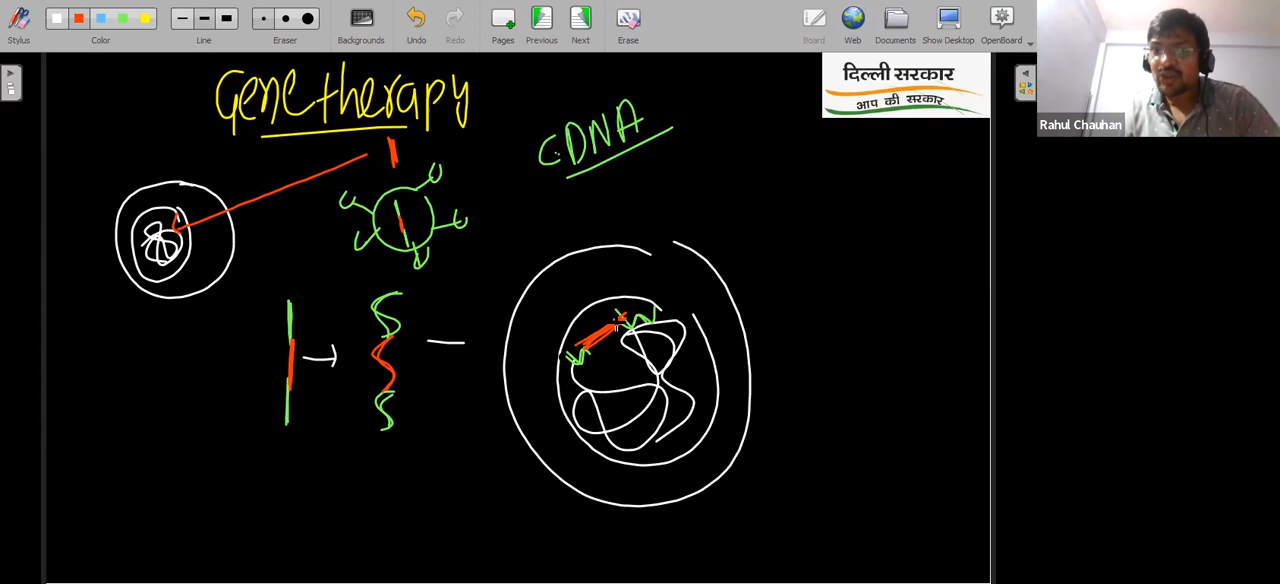 Stylus
Color
Line
Eraser
Backgrounds
Undo
Redo
Pages
Previous
Next
Erase
Board
Web
Documents
Show Desktop
OpenBoard
Gene therapy
दिल्ली सरकार
आप की सरकार
Rahul Chauhan
cDNA